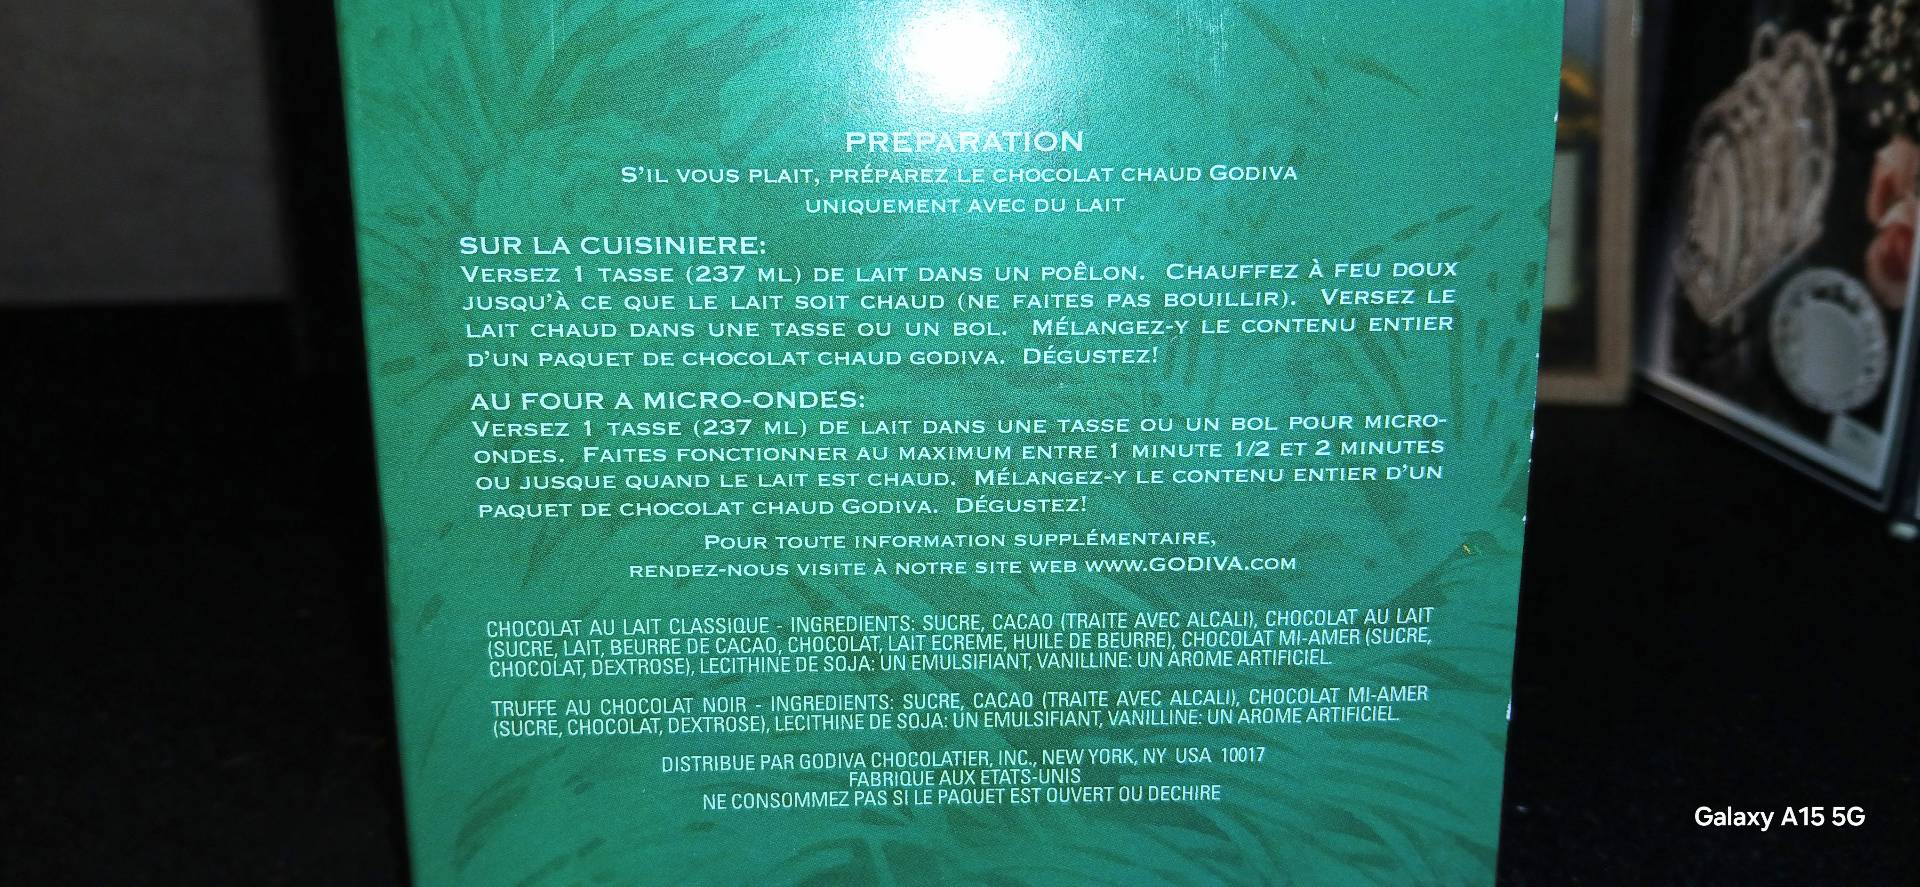 PREPARATION
S'IL VOUS PLAIT, PRÉPAREZ LE CHOCOLAT CHAUD GODIVA
UNIQUEMENT AVEC DU LAIT
SUR LA CUISINIERE:
VERSEZ 1 TASSE (237 ML) DE LAIT DANS UN POÊLON. CHAUFFEZ À FEU DOUX
JUSQU'À CE QUE LE LAIT SOIT CHAUD (NE FAITES PAS BOUILLIR). VERSEZ LE
LAIT CHAUD DANS UNE TASSE OU UN BOL. MÉLANGEZ-Y LE CONTENU ENTIER
D'UN PAQUET DE CHOCOLAT CHAUD GODIVA. DÉGUSTEZ!
AU FOUR A MICRO-ONDES:
VERSEZ 1 TASSE (237 ML) DE LAIT DANS UNE TASSE OU UN BOL POUR MICRO-
ONDES. FAITES FONCTIONNER AU MAXIMUM ENTRE 1 MINUTE 1/2 ET 2 MINUTES
OU JUSQUE QUAND LE LAIT EST CHAUD. MÉLANGEZ-Y LE CONTENU ENTIER D'UN
PAQUET DE CHOCOLAT CHAUD GODIVA. DÉGUSTEZ!
POUR TOUTE INFORMATION SUPPLÉMENTAIRE,
RENDEZ-NOUS VISITE À NOTRE SITE WEB WWW.GODIVA.COM
CHOCOLAT AU LAIT CLASSIQUE - INGREDIENTS: SUCRE, CACAO (TRAITE AVEC ALCALI), CHOCOLAT AU LAIT
(SUCRE, LAIT, BEURRE DE CACAO, CHOCOLAT, LAIT ECREME, HUILE DE BEURRE), CHOCOLAT MI-AMER (SUCRE,
CHOCOLAT, DEXTROSE), LECITHINE DE SOJA: UN EMULSIFIANT, VANILLINE: UN AROME ARTIFICIEL.
TRUFFE AU CHOCOLAT NOIR - INGREDIENTS: SUCRE, CACAO (TRAITE AVEC ALCALI), CHOCOLAT MI-AMER
(SUCRE, CHOCOLAT, DEXTROSE), LECITHINE DE SOJA: UN EMULSIFIANT, VANILLINE: UN AROME ARTIFICIEL.
DISTRIBUE PAR GODIVA CHOCOLATIER, INC., NEW YORK, NY USA 10017
FABRIQUE AUX ETATS-UNIS
NE CONSOMMEZ PAS SI LE PAQUET EST OUVERT OU DECHIRE
Galaxy A15 5G